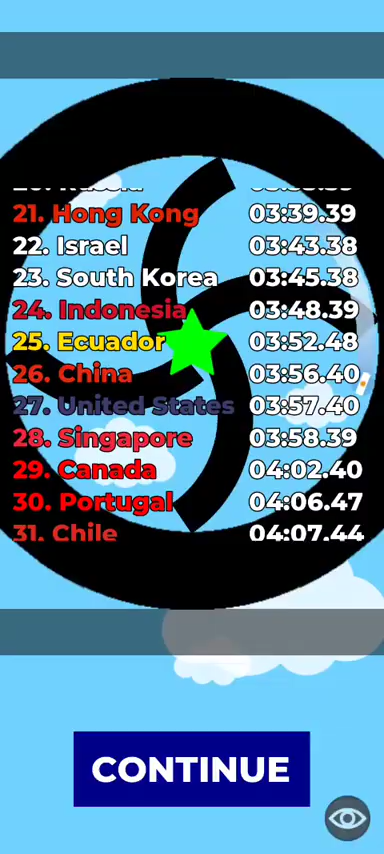 21. Hong Kong 03:39.39
22. Israel 03:43.38
23. South Korea 03:45.38
24. Indonesia 03:48.39
25. Ecuador 03:52.48
26. China 03:56.40
27. United States 03:57.40
28. Singapore 03:58.39
29. Canada 04:02.40
30. Portugal 04:06.47
31. Chile 04:07.44
CONTINUE